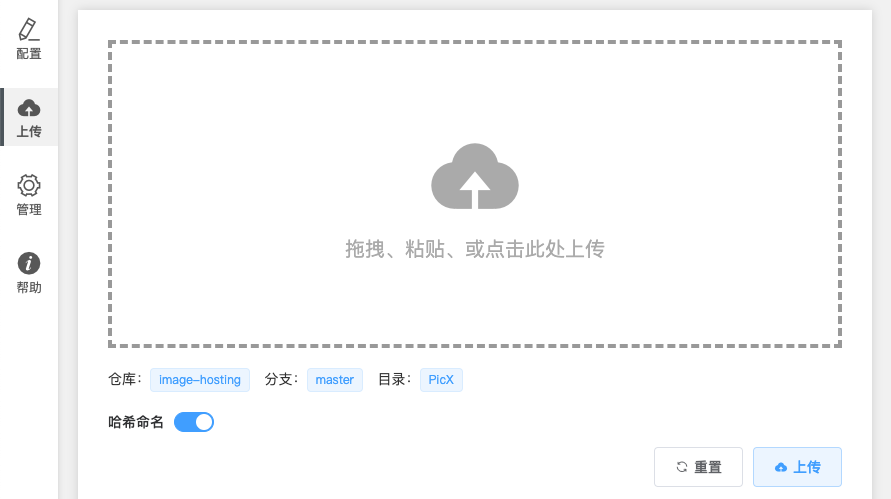 配置
上传
管理
帮助
拖拽、粘贴、或点击此处上传
仓库： image-hosting 分支： master 目录： PicX
哈希命名
重置 上传